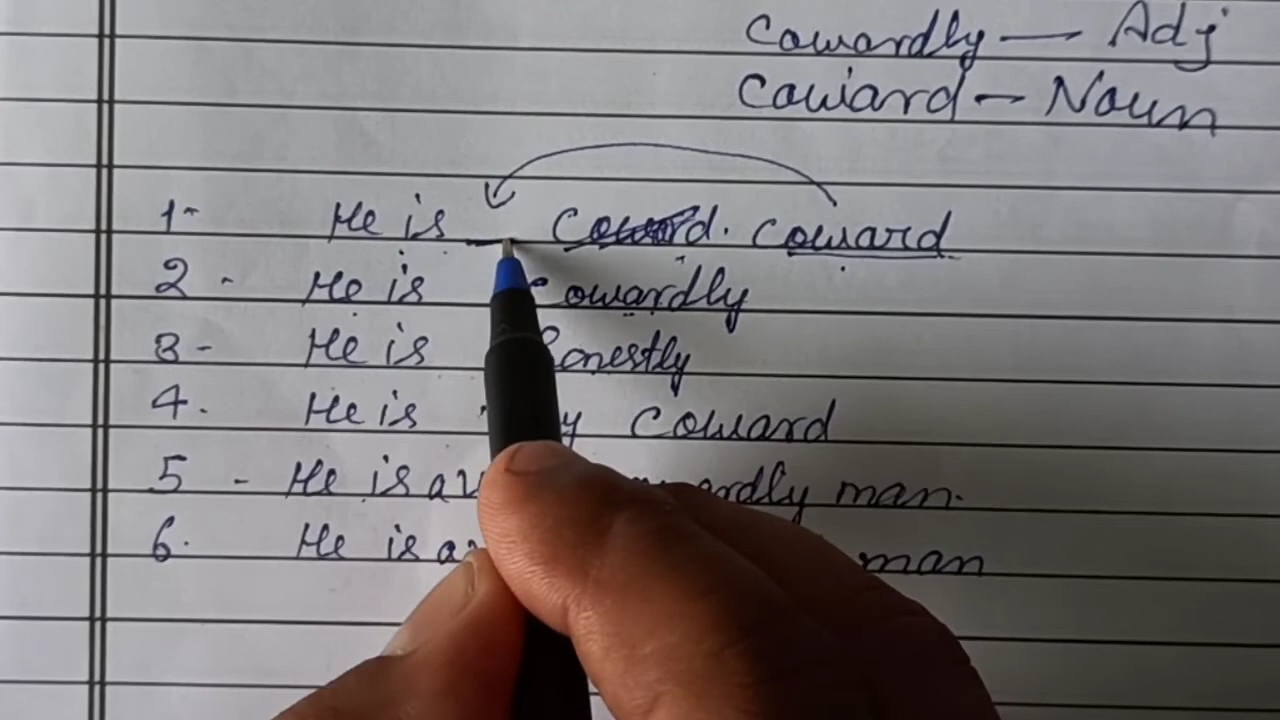 Cowardly — Adj
Coward - Noun
1- He is Coward. Coward
2 - He is Cowardly
3 - He is honestly
4. He is Coward
5 - He is man.
6. He is man